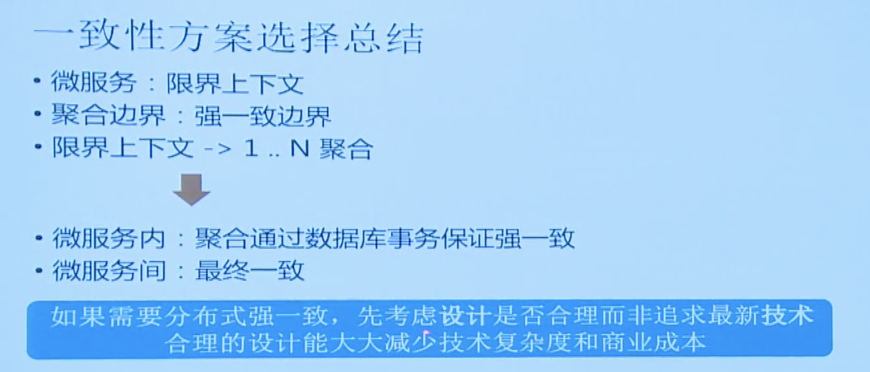 一致性方案选择总结
• 微服务：限界上下文
• 聚合边界：强一致边界
• 限界上下文 -> 1 .. N 聚合
• 微服务内：聚合通过数据库事务保证强一致
• 微服务间：最终一致
如果需要分布式强一致，先考虑设计是否合理而非追求最新技术
合理的设计能大大减少技术复杂度和商业成本